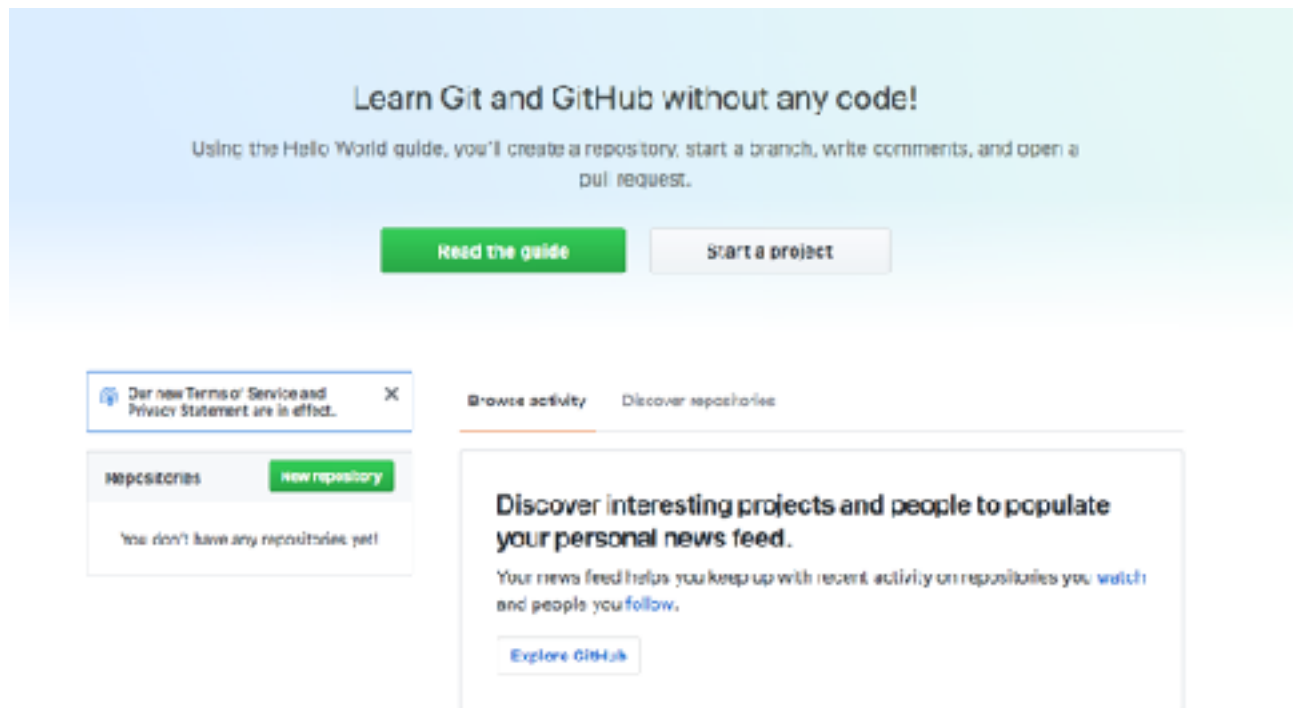 Learn Git and GitHub without any code!
Using the Hello World guide, you'll create a repository, start a branch, write comments, and open a
pull request.
Read the guide
Start a project
Our new Terms of Service and
Privacy Statement are in effect.
Repositories
New repository
You don't have any repositories yet!
Browse activity
Discover repositories
Discover interesting projects and people to populate
your personal news feed.
Your news feed helps you keep up with recent activity on repositories you watch
and people you follow.
Explore GitHub